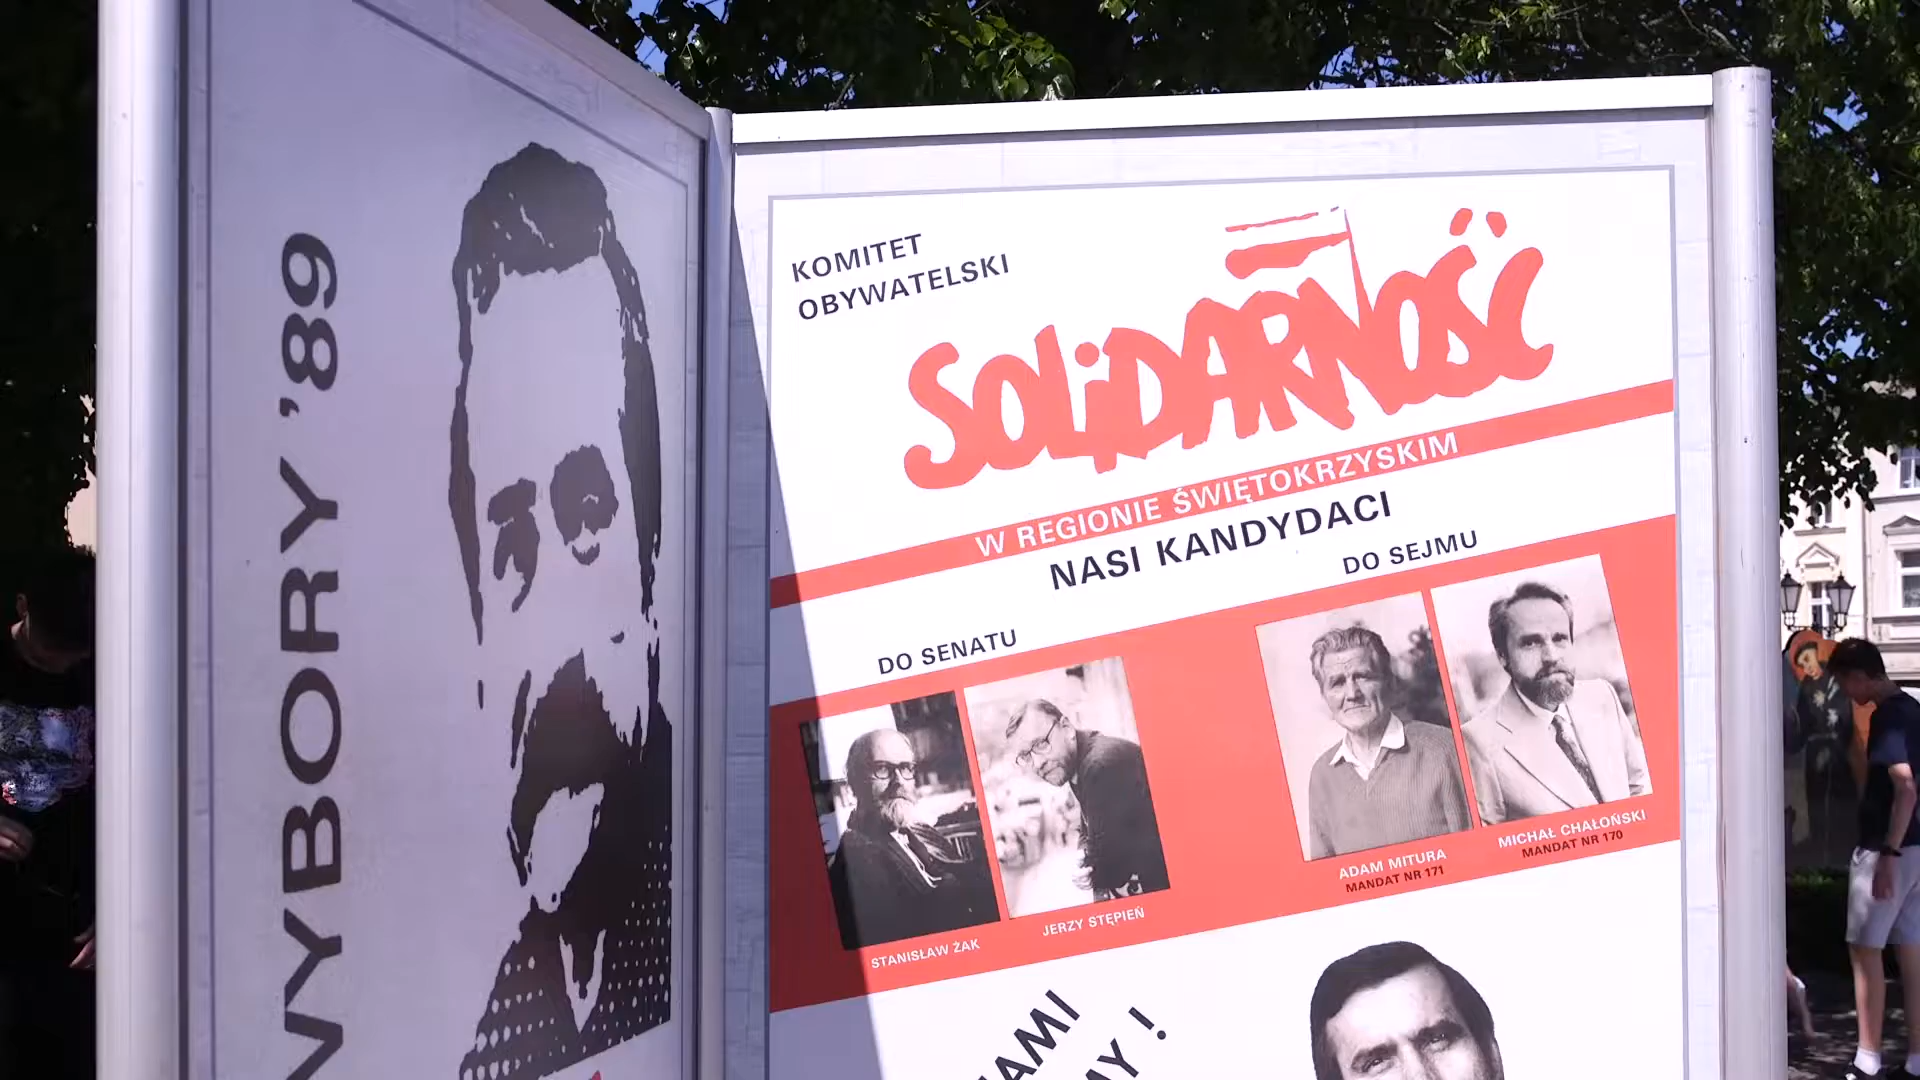 WYBORY '89
KOMITET
OBYWATELSKI
SOLiDARNOŚĆ
W REGIONIE ŚWIĘTOKRZYSKIM
NASI KANDYDACI
DO SENATU
DO SEJMU
STANISŁAW ŻAK
JERZY STĘPIEŃ
ADAM MITURA
MANDAT NR 171
MICHAŁ CHAŁOŃSKI
MANDAT NR 170